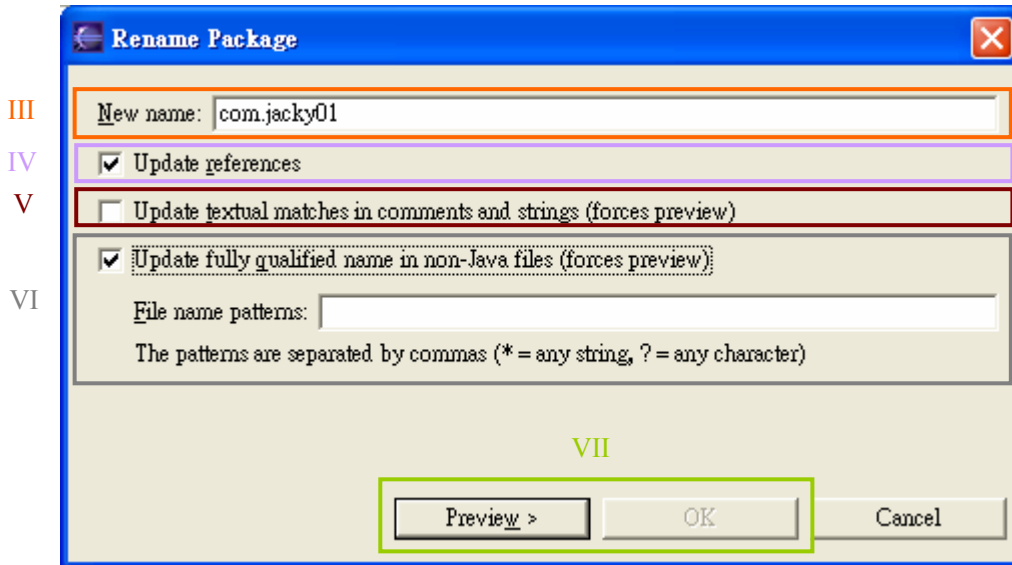 Rename Package
III
New name: com.jacky01
IV
Update references
V
Update textual matches in comments and strings (forces preview)
Update fully qualified name in non-Java files (forces preview)
VI
File name patterns:
The patterns are separated by commas (* = any string, ? = any character)
VII
Preview > OK Cancel